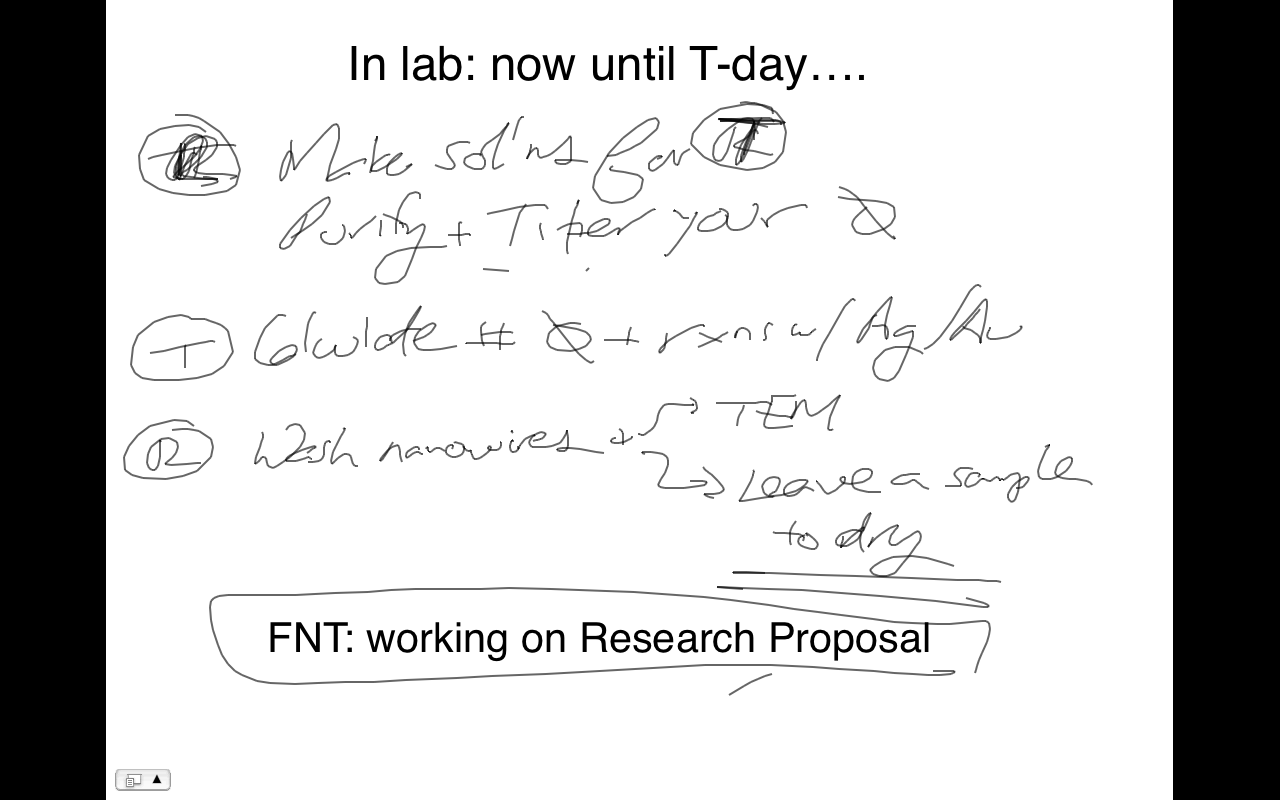 In lab: now until T-day....
Make sol'ns for T
Purify + Titer your Ø
T Calculate # Ø + rxns w/ Ag/Au
R Wash nanowires + → TEM
→ Leave a sample
to dry
FNT: working on Research Proposal